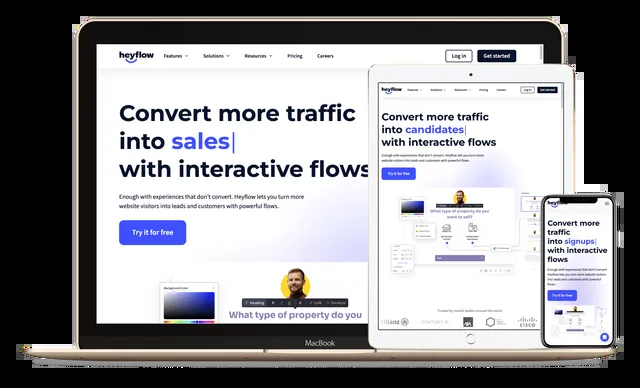 heyflow
Features
Solutions
Resources
Pricing
Careers
Log in
Get started
Convert more traffic
into sales
with interactive flows
Enough with experiences that don't convert. Heyflow lets you turn more
website visitors into leads and customers with powerful flows.
Try it for free
Background Color
Heading
B
I
U
Link
Formula
What type of property do you
MacBook
heyflow
Features
Solutions
Resources
Pricing
Careers
Log in
Get started
Convert more traffic
into candidates
with interactive flows
Enough with experiences that don't convert. Heyflow lets you turn more
website visitors into leads and customers with powerful flows.
Try it for free
What type of property do you
want to sell?
Trusted by market leaders around the world
Allianz
CENTURY 21.
AXA
CISCO
heyflow
Convert more
traffic
into signups
with interactive
flows
Enough with experiences that don't convert.
Heyflow lets you turn more website visitors
into leads and customers with powerful flows.
Try it for free